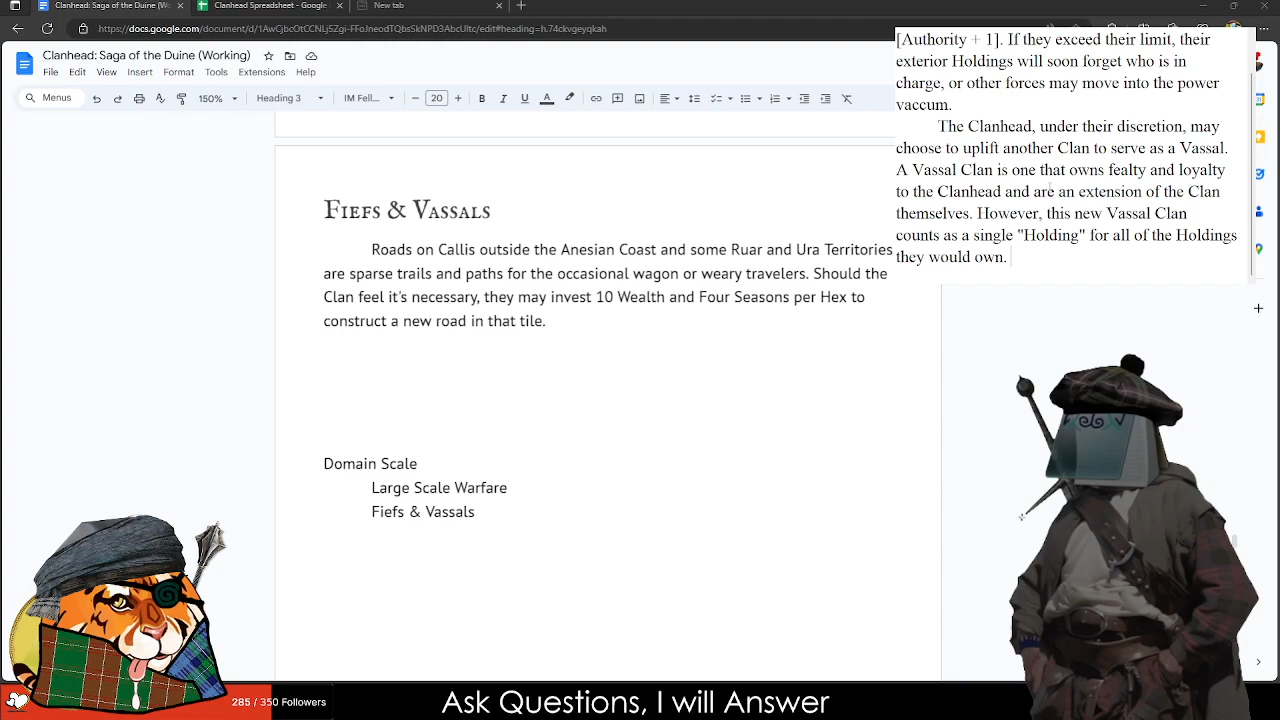 Clanhead: Saga of the Duine (W
Clanhead Spreadsheet - Google
New tab
https://docs.google.com/document/d/1AwQjbcOtCCNLj5Zgi-FFoJneodTQbsSkNPD3AbcUltc/edit#heading=h.74ckvgeyqkah
Clanhead: Saga of the Duine (Working)
File Edit View Insert Format Tools Extensions Help
Menus 150% Heading 3 IM Fell... 20 B I U A
[Authority + 1]. If they exceed their limit, their
exterior Holdings will soon forget who is in
charge, or other forces may move into the power
vaccum.
The Clanhead, under their discretion, may
choose to uplift another Clan to serve as a Vassal.
A Vassal Clan is one that owns fealty and loyalty
to the Clanhead and are an extension of the Clan
themselves. However, this new Vassal Clan
counts as a single "Holding" for all of the Holdings
they would own.
Fiefs & Vassals
Roads on Callis outside the Anesian Coast and some Ruar and Ura Territories
are sparse trails and paths for the occasional wagon or weary travelers. Should the
Clan feel it's necessary, they may invest 10 Wealth and Four Seasons per Hex to
construct a new road in that tile.
Domain Scale
Large Scale Warfare
Fiefs & Vassals
285 / 350 Followers
Ask Questions, I will Answer